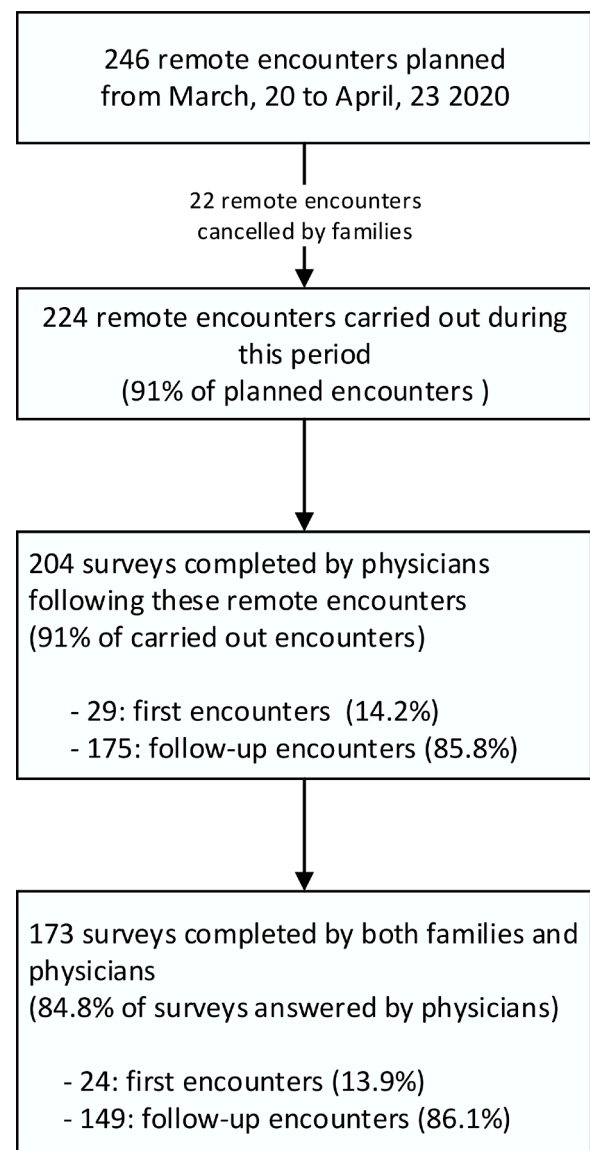 246 remote encounters planned
from March, 20 to April, 23 2020
22 remote encounters
cancelled by families
224 remote encounters carried out during
this period
(91% of planned encounters )
204 surveys completed by physicians
following these remote encounters
(91% of carried out encounters)
- 29: first encounters (14.2%)
- 175: follow-up encounters (85.8%)
173 surveys completed by both families and
physicians
(84.8% of surveys answered by physicians)
- 24: first encounters (13.9%)
- 149: follow-up encounters (86.1%)